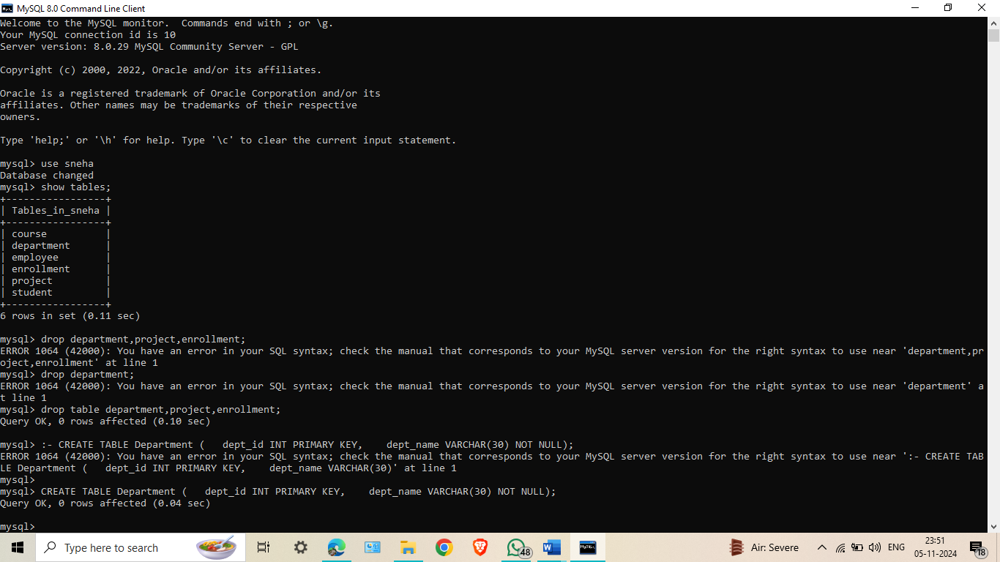 MySQL 8.0 Command Line Client
Welcome to the MySQL monitor.  Commands end with ; or \g.
Your MySQL connection id is 10
Server version: 8.0.29 MySQL Community Server - GPL
Copyright (c) 2000, 2022, Oracle and/or its affiliates.
Oracle is a registered trademark of Oracle Corporation and/or its
affiliates. Other names may be trademarks of their respective
owners.
Type 'help;' or '\h' for help. Type '\c' to clear the current input statement.
mysql> use sneha
Database changed
mysql> show tables;
+-----------------+
| Tables_in_sneha |
+-----------------+
| course          |
| department      |
| employee        |
| enrollment      |
| project         |
| student         |
+-----------------+
6 rows in set (0.11 sec)
mysql> drop department,project,enrollment;
ERROR 1064 (42000): You have an error in your SQL syntax; check the manual that corresponds to your MySQL server version for the right syntax to use near 'department,pr
oject,enrollment' at line 1
mysql> drop department;
ERROR 1064 (42000): You have an error in your SQL syntax; check the manual that corresponds to your MySQL server version for the right syntax to use near 'department' a
t line 1
mysql> drop table department,project,enrollment;
Query OK, 0 rows affected (0.10 sec)
mysql> :- CREATE TABLE Department (   dept_id INT PRIMARY KEY,    dept_name VARCHAR(30) NOT NULL);
ERROR 1064 (42000): You have an error in your SQL syntax; check the manual that corresponds to your MySQL server version for the right syntax to use near ':- CREATE TAB
LE Department (   dept_id INT PRIMARY KEY,    dept_name VARCHAR(30)' at line 1
mysql>
mysql> CREATE TABLE Department (   dept_id INT PRIMARY KEY,    dept_name VARCHAR(30) NOT NULL);
Query OK, 0 rows affected (0.04 sec)
mysql>
Type here to search
48
MySQL
Air: Severe
ENG
23:51
05-11-2024
18